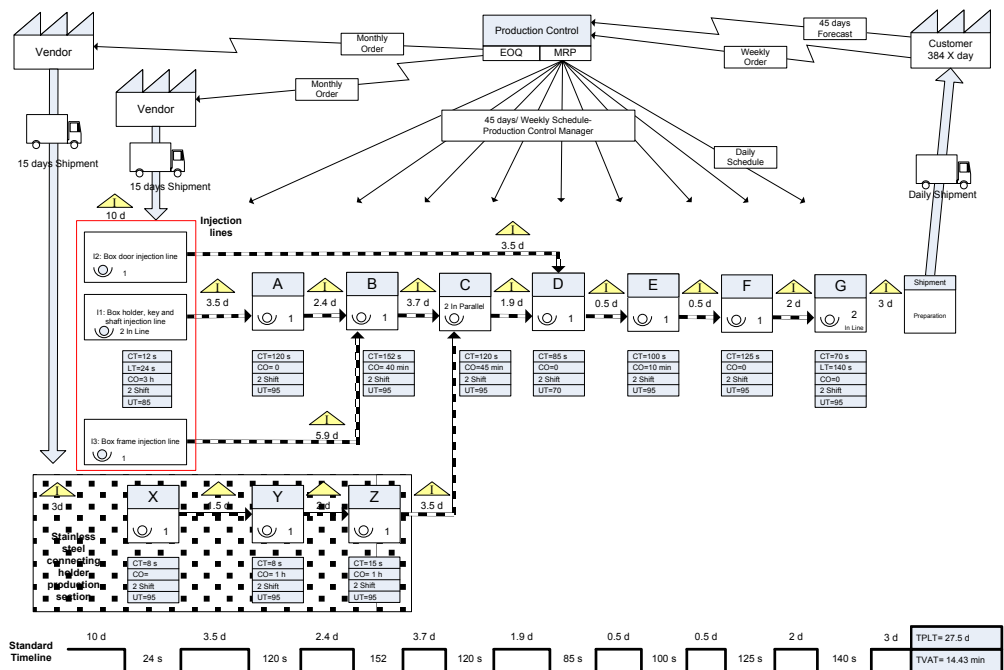 Vendor
Monthly
Order
Production Control
EOQ MRP
45 days
Forecast
Weekly
Order
Customer
384 X day
Vendor
Monthly
Order
15 days Shipment
15 days Shipment
45 days/ Weekly Schedule-
Production Control Manager
Daily
Schedule
Daily Shipment
I
10 d
Injection
lines
I
3.5 d
I2: Box door injection line
1
I1: Box holder, key and
shaft injection line
2 In Line
CT=12 s
LT=24 s
CO=3 h
2 Shift
UT=85
I3: Box frame injection line
1
I
3.5 d
A
1
CT=120 s
CO= 0
2 Shift
UT=95
I
2.4 d
B
1
CT=152 s
CO= 40 min
2 Shift
UT=95
I
3.7 d
C
2 In Parallel
CT=120 s
CO=45 min
2 Shift
UT=95
I
1.9 d
D
1
CT=85 s
CO=0
2 Shift
UT=70
I
0.5 d
E
1
CT=100 s
CO=10 min
2 Shift
UT=95
I
0.5 d
F
1
CT=125 s
CO=0
2 Shift
UT=95
I
2 d
G
2
In Line
CT=70 s
LT=140 s
CO=0
2 Shift
UT=95
I
3 d
Shipment
Preparation
I
5.9 d
I
3d
Stainless
steel
connecting
holder
production
section
X
1
CT=8 s
CO=
2 Shift
UT=95
I
1.5 d
Y
1
CT=8 s
CO= 1 h
2 Shift
UT=95
I
2 d
Z
1
CT=15 s
CO= 1 h
2 Shift
UT=95
I
3.5 d
Standard
Timeline
10 d 3.5 d 2.4 d 3.7 d 1.9 d 0.5 d 0.5 d 2 d 3 d
24 s 120 s 152 120 s 85 s 100 s 125 s 140 s
TPLT= 27.5 d
TVAT= 14.43 min